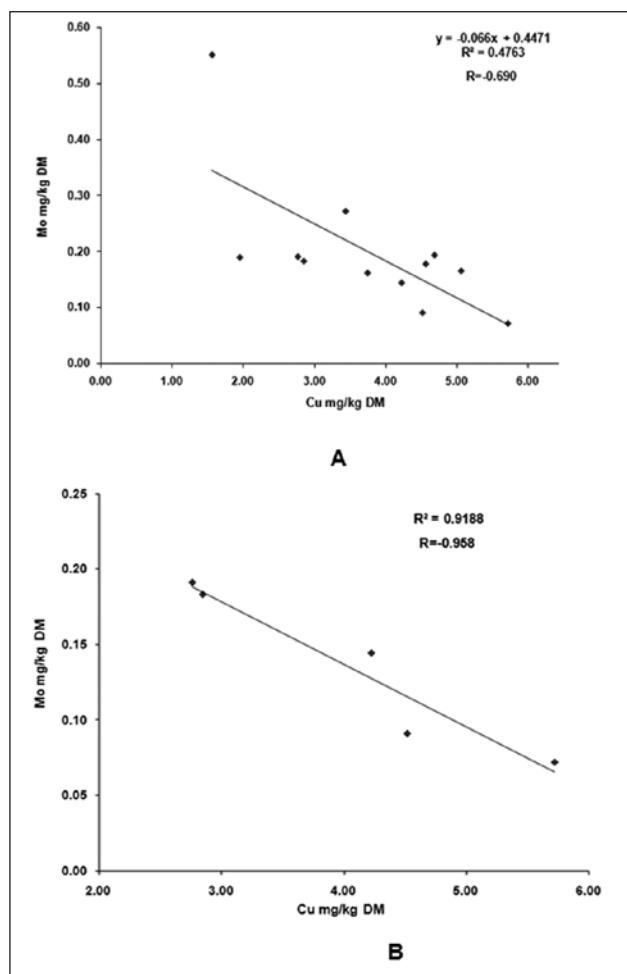 y = -0.066x + 0.4471
R² = 0.4763
R=-0.690
0.60
0.50
0.40
0.30
0.20
0.10
0.00
Mo mg/kg DM
0.00 1.00 2.00 3.00 4.00 5.00 6.00
Cu mg/kg DM
A
R² = 0.9188
R=-0.958
0.25
0.20
0.15
0.10
0.05
0.00
Mo mg/kg DM
2.00 3.00 4.00 5.00 6.00
Cu mg/kg DM
B